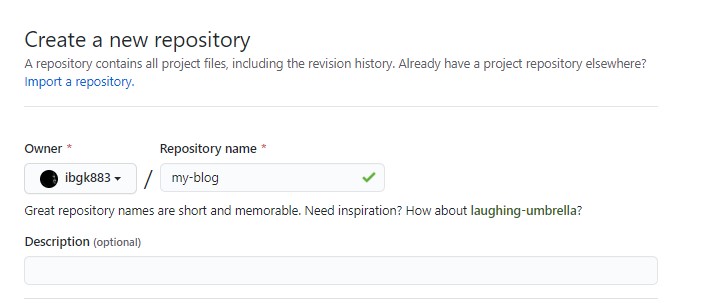 Create a new repository
A repository contains all project files, including the revision history. Already have a project repository elsewhere?
Import a repository.
Owner * Repository name *
ibgk883 / my-blog
Great repository names are short and memorable. Need inspiration? How about laughing-umbrella?
Description (optional)